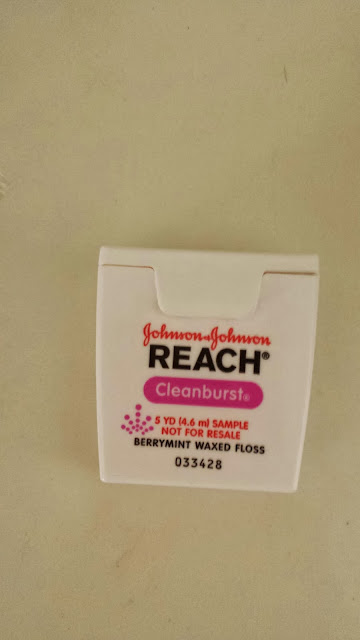 Johnson & Johnson
REACH®
Cleanburst®
5 YD (4.6 m) SAMPLE
NOT FOR RESALE
BERRYMINT WAXED FLOSS
033428